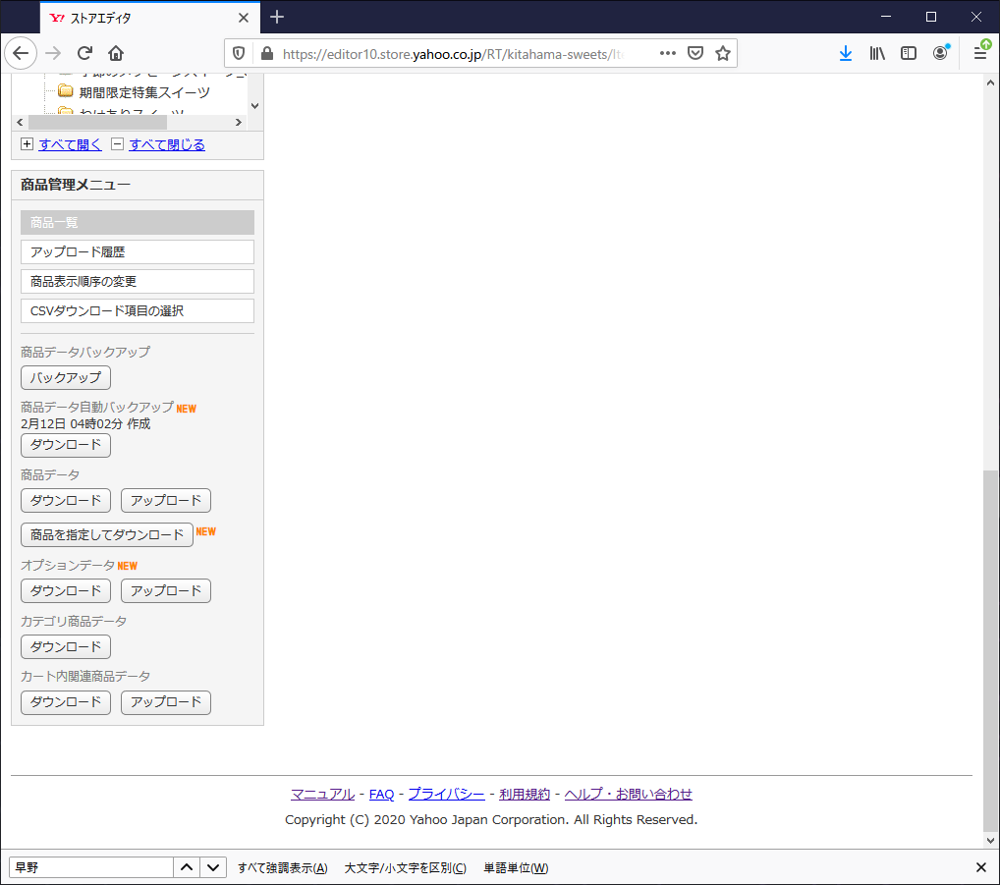 ストアエディタ
https://editor10.store.yahoo.co.jp/RT/kitahama-sweets/
期間限定特集スイーツ
わけありスイーツ
すべて開く すべて閉じる
商品管理メニュー
商品一覧
アップロード履歴
商品表示順序の変更
CSVダウンロード項目の選択
商品データバックアップ
バックアップ
商品データ自動バックアップ NEW
2月12日 04時02分 作成
ダウンロード
商品データ
ダウンロード アップロード
商品を指定してダウンロード NEW
オプションデータ NEW
ダウンロード アップロード
カテゴリ商品データ
ダウンロード
カート内関連商品データ
ダウンロード アップロード
マニュアル - FAQ - プライバシー - 利用規約 - ヘルプ・お問い合わせ
Copyright (C) 2020 Yahoo Japan Corporation. All Rights Reserved.
早野 すべて強調表示(A) 大文字/小文字を区別(C) 単語単位(W)